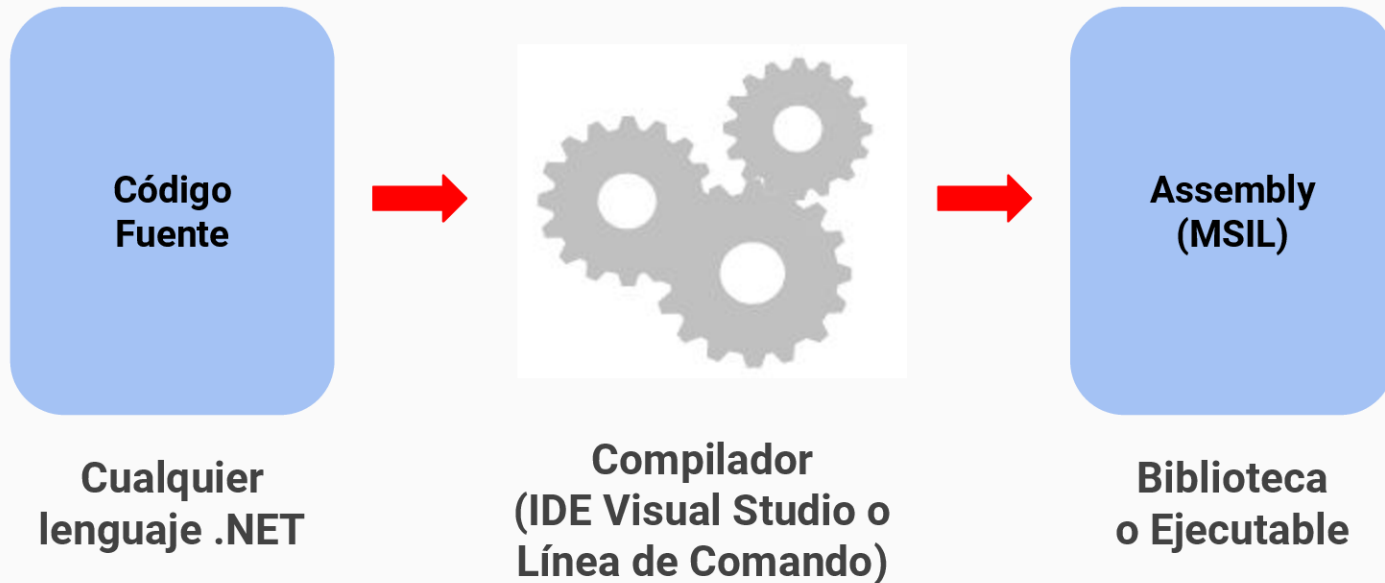 Código
Fuente
Assembly
(MSIL)
Cualquier
lenguaje .NET
Compilador
(IDE Visual Studio o
Línea de Comando)
Biblioteca
o Ejecutable